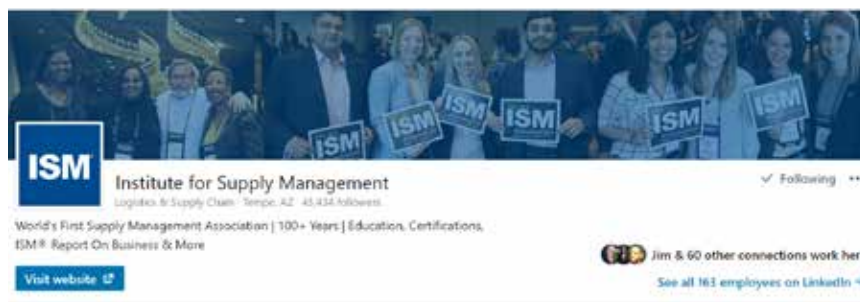 ISM
ISM
ISM
ISM
ISM
ISM
ISM
Institute for Supply Management
Logistics & Supply Chain · Tempe, AZ · 43,434 followers
✓ Following
World's First Supply Management Association | 100+ Years | Education, Certifications,
ISM® Report On Business & More
Jim & 60 other connections work her
Visit website
See all 163 employees on LinkedIn